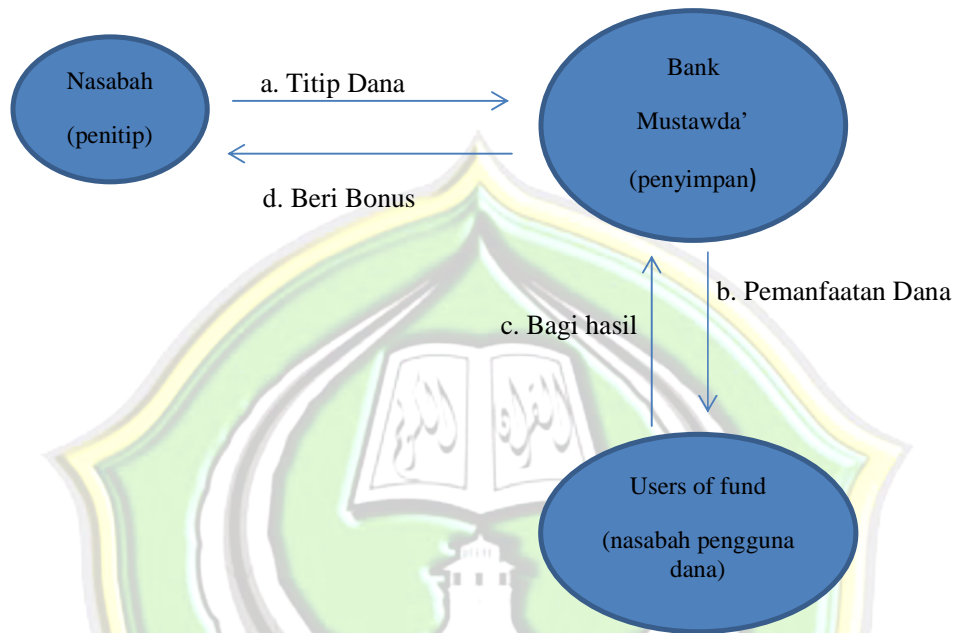 Nasabah
(penitip)
a. Titip Dana
Bank
Mustawda’
(penyimpan)
d. Beri Bonus
b. Pemanfaatan Dana
c. Bagi hasil
Users of fund
(nasabah pengguna
dana)